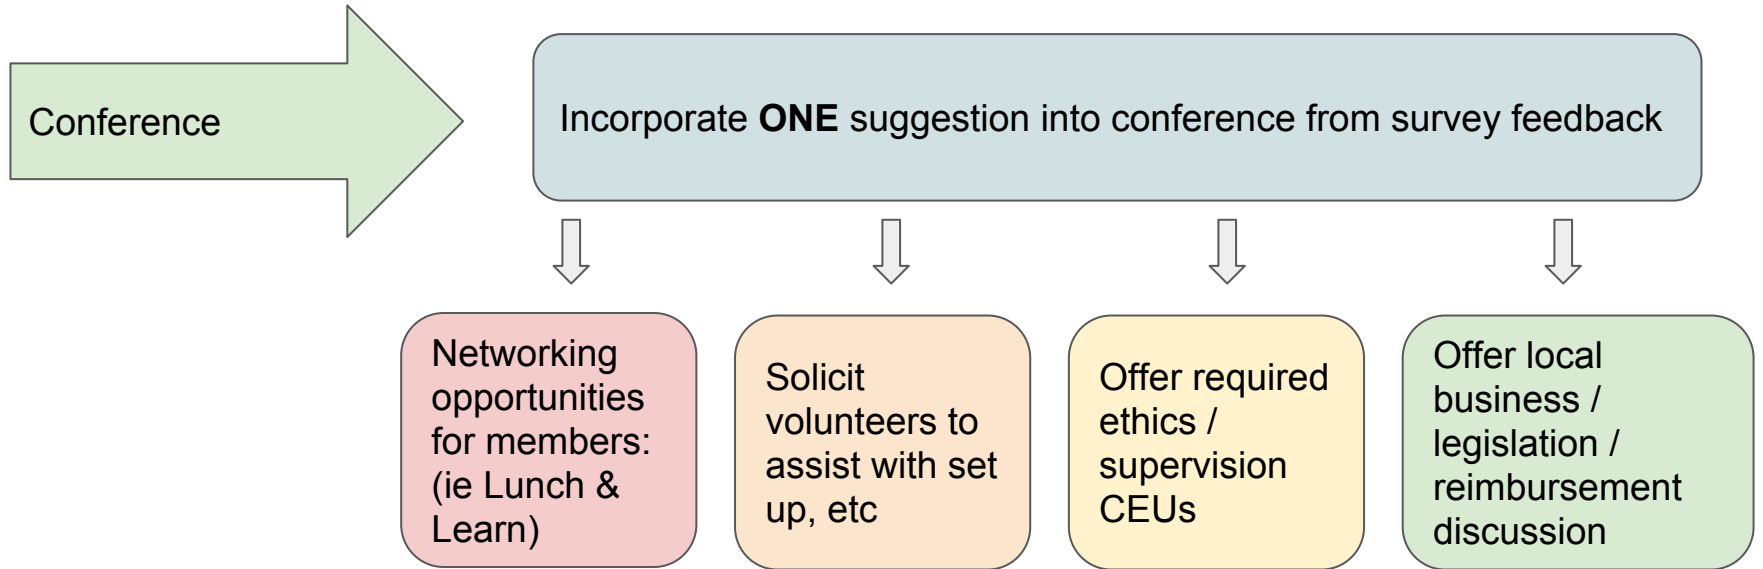 Conference
Incorporate ONE suggestion into conference from survey feedback
Networking
opportunities
for members:
(ie Lunch &
Learn)
Solicit
volunteers to
assist with set
up, etc
Offer required
ethics /
supervision
CEUs
Offer local
business /
legislation /
reimbursement
discussion